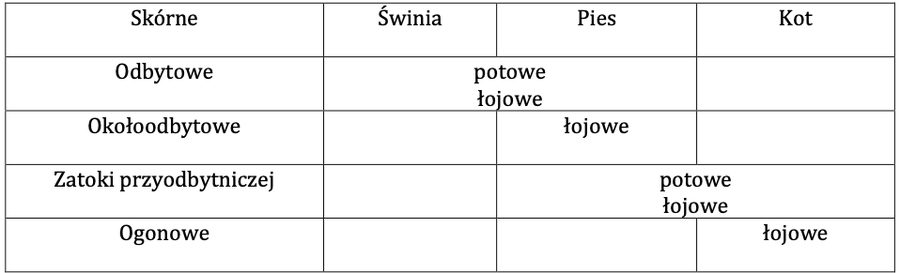 Skórne Świnia Pies Kot
Odbytowe potowe
łojowe
Okołoodbytowe łojowe
Zatoki przyodbytniczej potowe
łojowe
Ogonowe łojowe